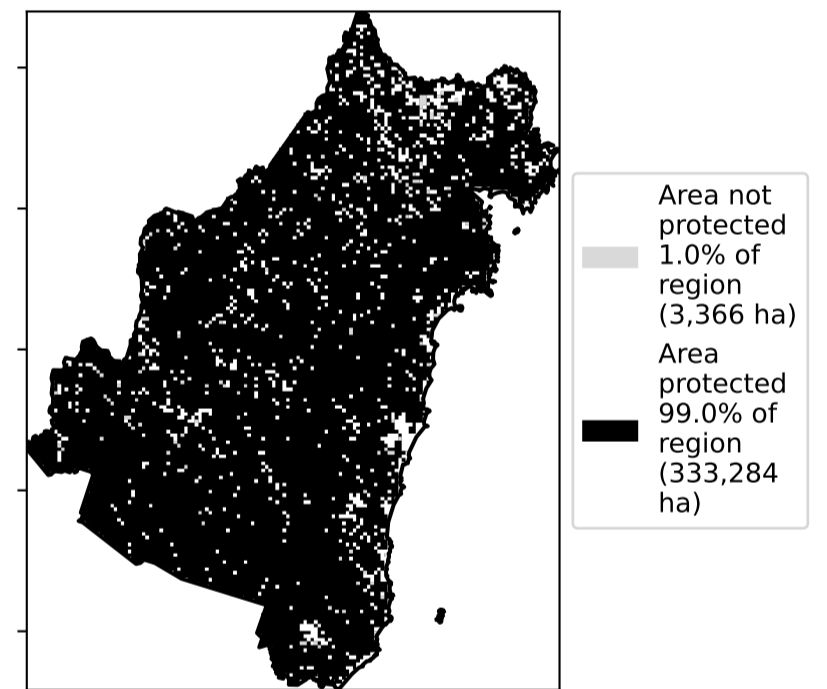 Area not
protected
1.0% of
region
(3,366 ha)
Area
protected
99.0% of
region
(333,284
ha)